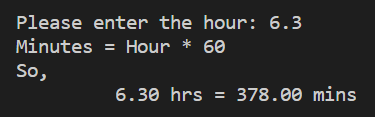 Please enter the hour: 6.3
Minutes = Hour * 60
So,
6.30 hrs = 378.00 mins